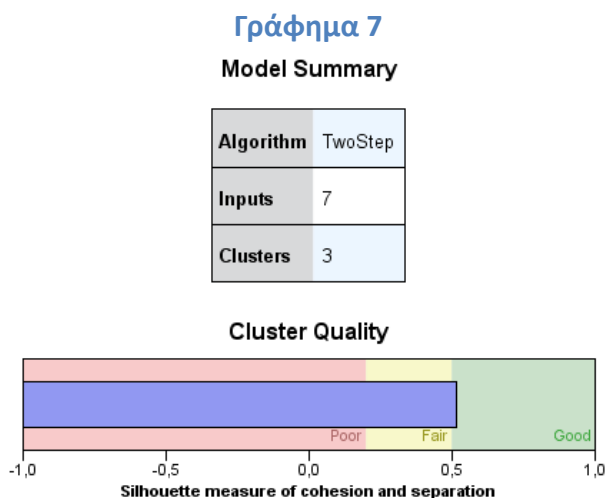 Γράφημα 7
Model Summary
Algorithm TwoStep
Inputs 7
Clusters 3
Cluster Quality
Poor Fair Good
-1,0 -0,5 0,0 0,5 1,0
Silhouette measure of cohesion and separation